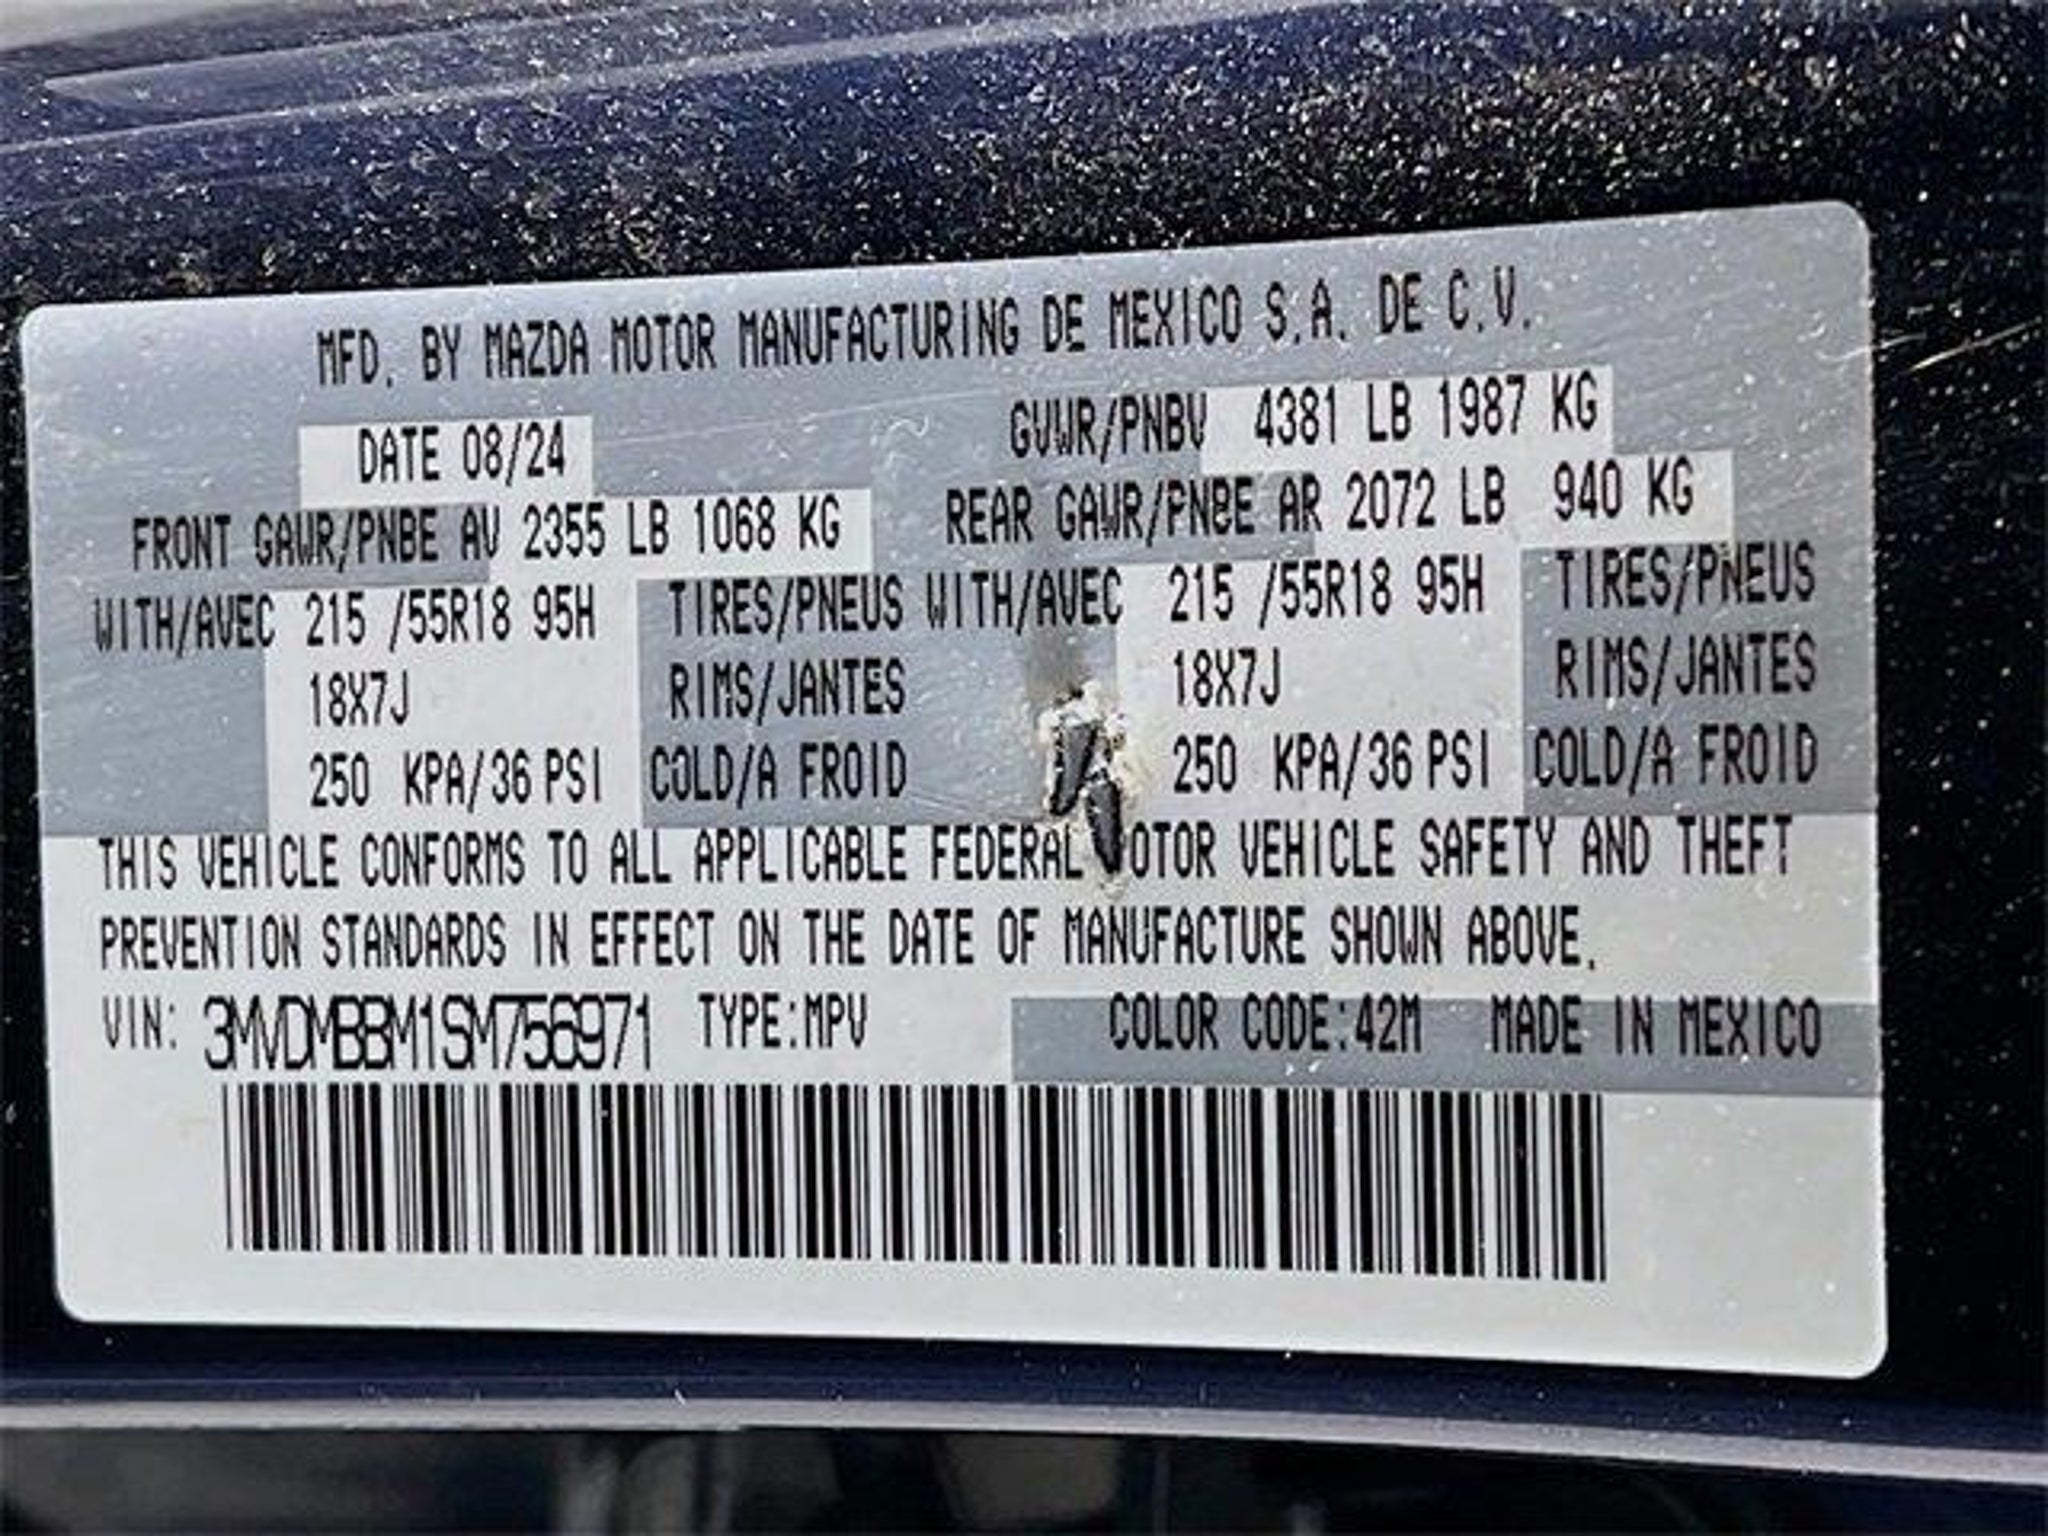 MFD. BY MAZDA MOTOR MANUFACTURING DE MEXICO S.A. DE C.V.
DATE 08/24 GVWR/PNBV 4381 LB 1987 KG
FRONT GAWR/PNBE AV 2355 LB 1068 KG REAR GAWR/PNBE AR 2072 LB 940 KG
WITH/AVEC 215 /55R18 95H TIRES/PNEUS WITH/AVEC 215 /55R18 95H TIRES/PNEUS
18X7J RIMS/JANTES 18X7J RIMS/JANTES
250 KPA/36 PSI COLD/A FROID 250 KPA/36 PSI COLD/A FROID
THIS VEHICLE CONFORMS TO ALL APPLICABLE FEDERAL OTOR VEHICLE SAFETY AND THEFT
PREVENTION STANDARDS IN EFFECT ON THE DATE OF MANUFACTURE SHOWN ABOVE.
VIN: 3MVDMBBM1SM756971 TYPE:MPV COLOR CODE:42M MADE IN MEXICO